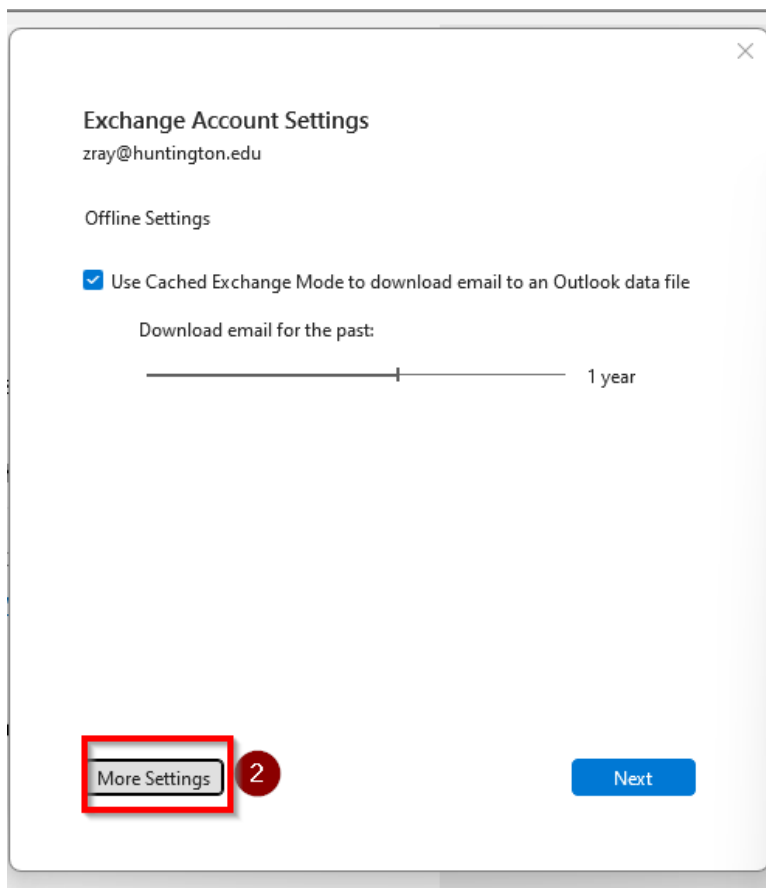 Exchange Account Settings
zray@huntington.edu
Offline Settings
Use Cached Exchange Mode to download email to an Outlook data file
Download email for the past:
1 year
More Settings
2
Next